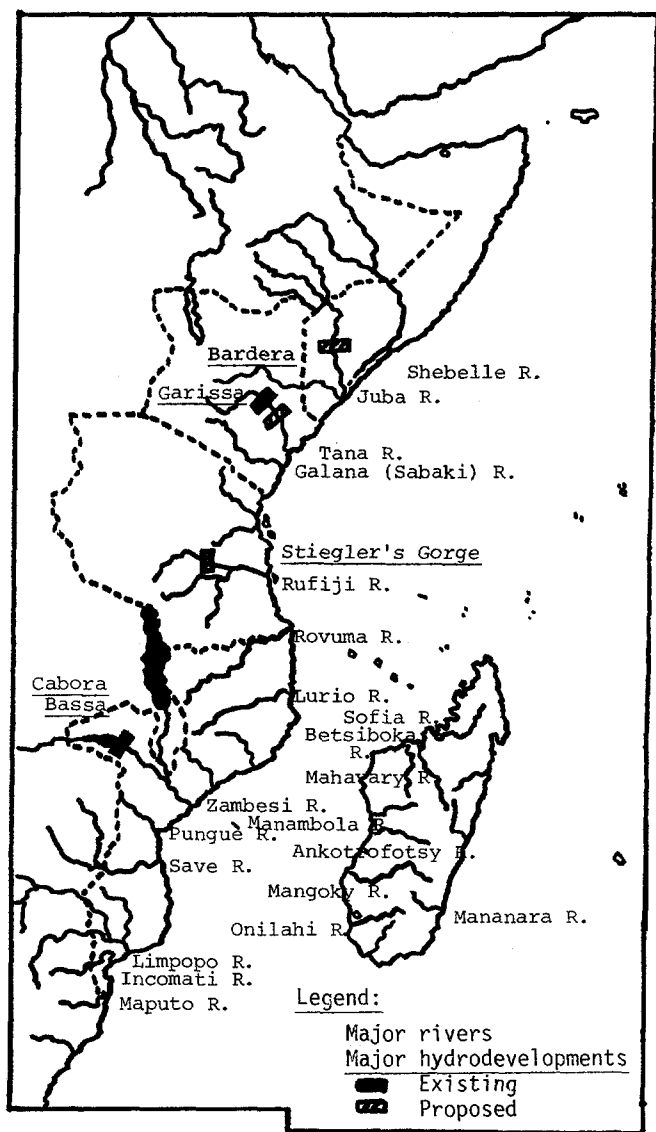 Bardera
Shebelle R.
Garissa
Juba R.
Tana R.
Galana (Sabaki) R.
Stiegler's Gorge
Rufiji R.
Rovuma R.
Cabora
Bassa
Lurio R.
Sofia R.
Betsiboka
R.
Mahavary R.
Zambesi R.
Manambola R.
Pungue R.
Ankotrofotsy R.
Save R.
Mangoky R.
Mananara R.
Onilahi R.
Limpopo R.
Incomati R.
Maputo R.
Legend:
Major rivers
Major hydrodevelopments
Existing
Proposed